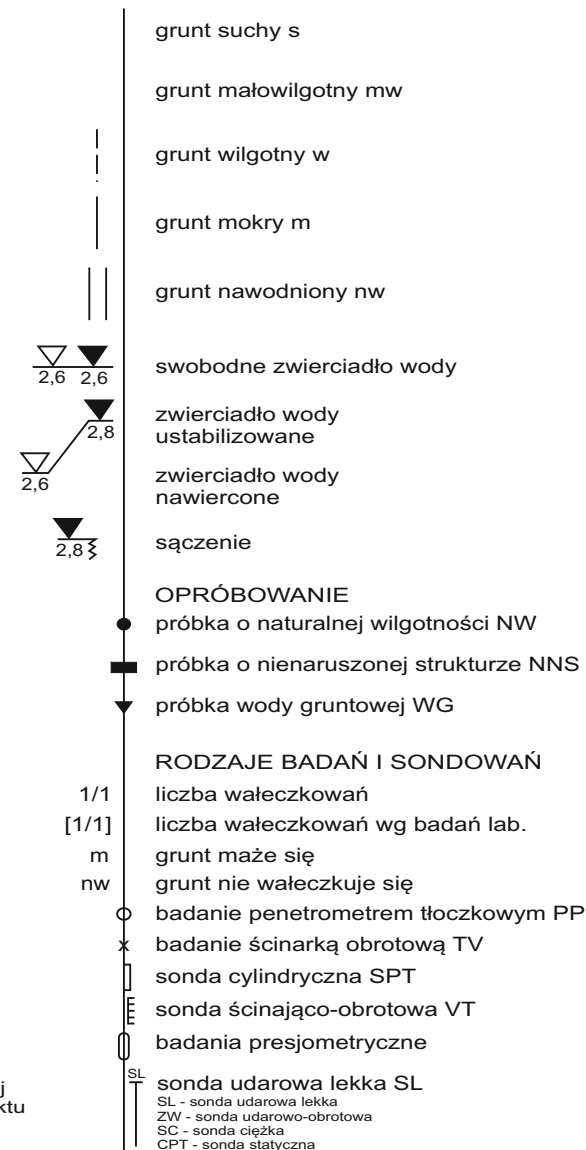 grunt suchy s
grunt małowilgotny mw
grunt wilgotny w
grunt mokry m
grunt nawodniony nw
2,6 2,6 swobodne zwierciadło wody
2,8 zwierciadło wody
ustabilizowane
2,6 zwierciadło wody
nawiercone
2,8 sączenie
OPRÓBOWANIE
próbka o naturalnej wilgotności NW
próbka o nienaruszonej strukturze NNS
próbka wody gruntowej WG
RODZAJE BADAŃ I SONDOWAŃ
1/1 liczba wałeczkowań
[1/1] liczba wałeczkowań wg badań lab.
m grunt maże się
nw grunt nie wałeczkuje się
badanie penetrometrem tłoczkowym PP
x badanie ścinarką obrotową TV
sonda cylindryczna SPT
sonda ścinająco-obrotowa VT
badania presjometryczne
SL sonda udarowa lekka SL
SL - sonda udarowa lekka
ZW - sonda udarowo-obrotowa
SC - sonda ciężka
CPT - sonda statyczna